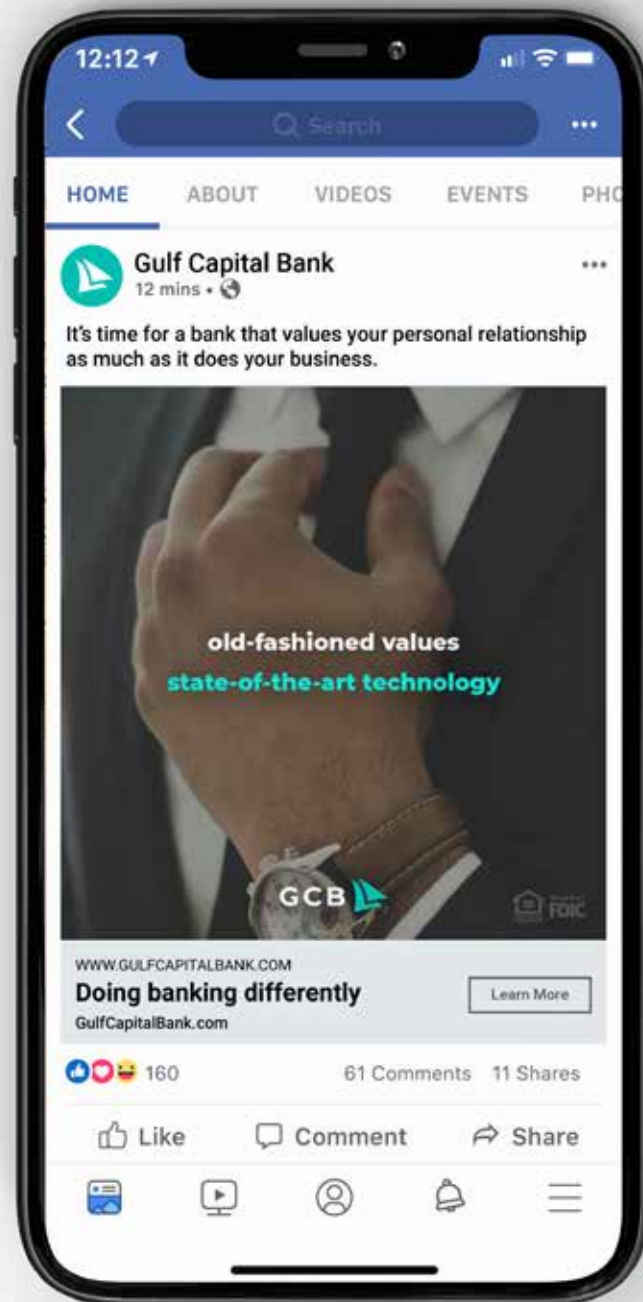 12:12
Search
HOME ABOUT VIDEOS EVENTS PHO
Gulf Capital Bank
12 mins •
It's time for a bank that values your personal relationship
as much as it does your business.
old-fashioned values
state-of-the-art technology
GCB
FDIC
WWW.GULFCAPITALBANK.COM
Doing banking differently
Learn More
GulfCapitalBank.com
160 61 Comments 11 Shares
Like Comment Share